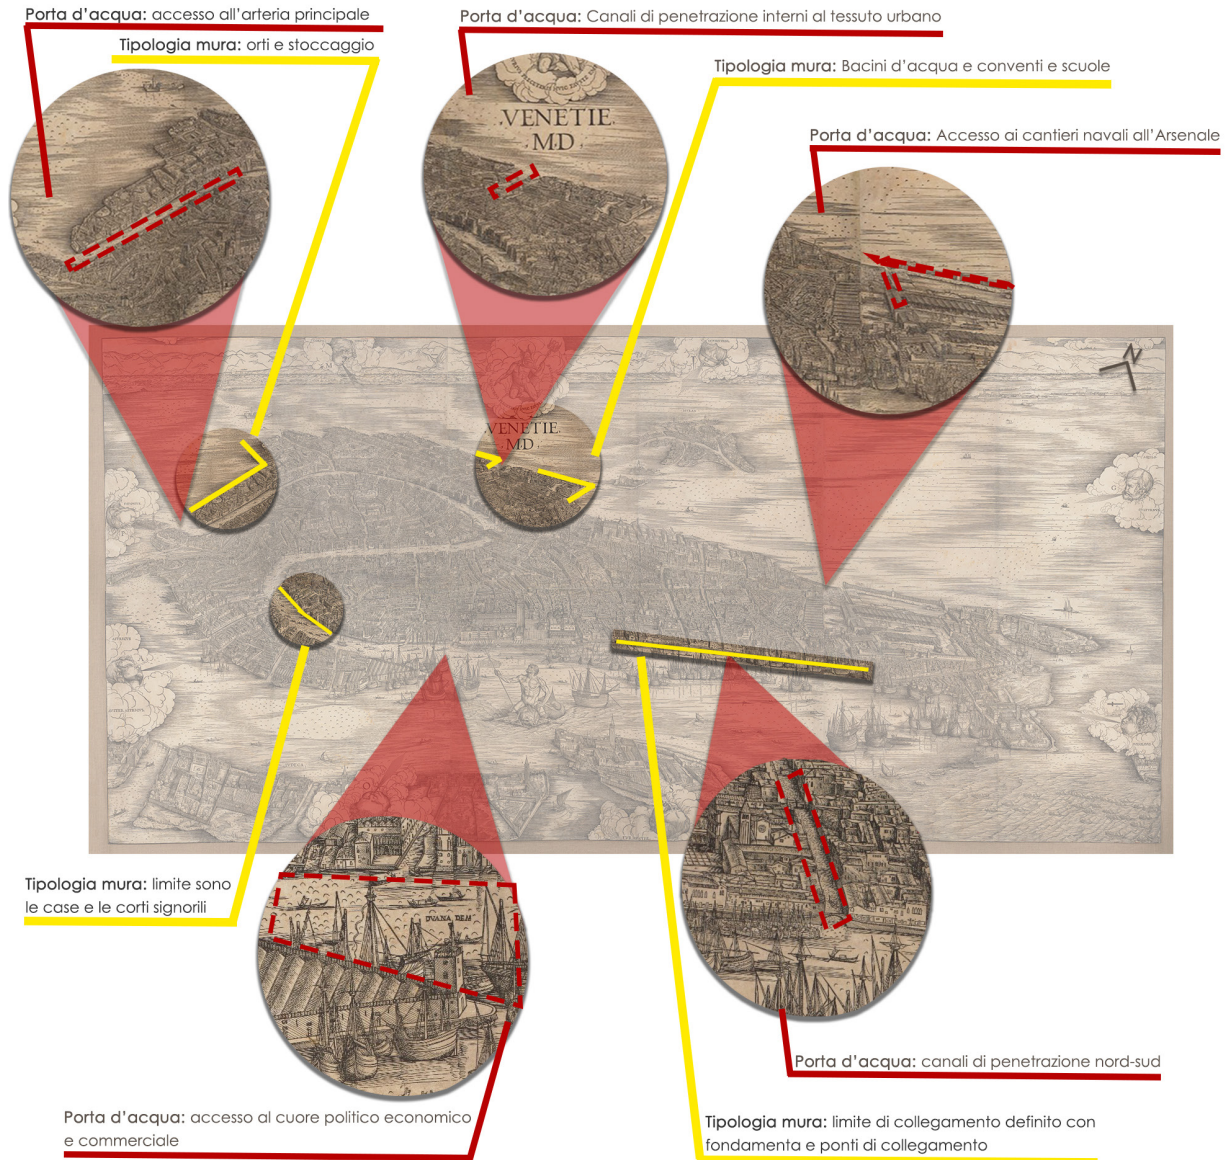 Porta d'acqua: accesso all'arteria principale
Porta d'acqua: Canali di penetrazione interni al tessuto urbano
Tipologia mura: orti e stoccaggio
Tipologia mura: Bacini d'acqua e conventi e scuole
VENETIE
M.D
Porta d'acqua: Accesso ai cantieri navali all'Arsenale
N
VENETIE
MD
Tipologia mura: limite sono
le case e le corti signorili
DVANA DEM
Porta d'acqua: canali di penetrazione nord-sud
Porta d'acqua: accesso al cuore politico economico
e commerciale
Tipologia mura: limite di collegamento definito con
fondamenta e ponti di collegamento